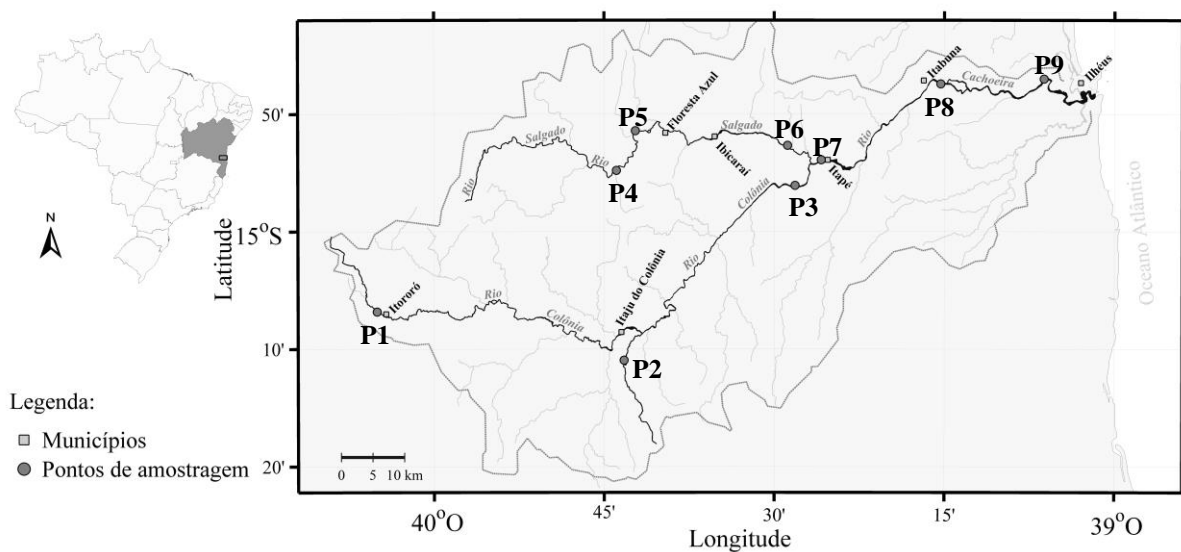 N
Legenda:
Municípios
Pontos de amostragem
Latitude
50'
15°S
10'
20'
40°O
45'
30'
15'
39°O
Longitude
0 5 10 km
P1
P2
P3
P4
P5
P6
P7
P8
P9
Itororó
Itaju do Colônia
Floresta Azul
Ibicaraí
Itapé
Itabuna
Ilhéus
Rio
Salgado
Rio
Salgado
Rio
Colônia
Rio
Colônia
Rio
Cachoeira
Oceano Atlântico